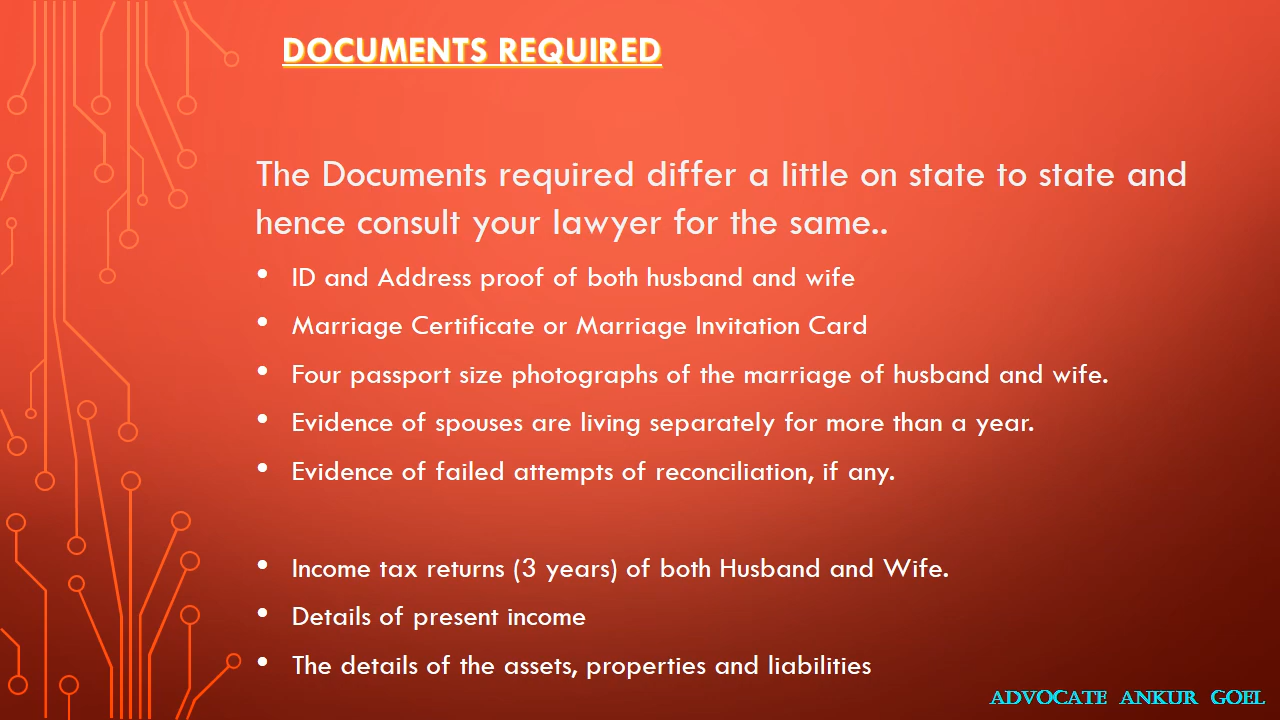 DOCUMENTS REQUIRED
The Documents required differ a little on state to state and
hence consult your lawyer for the same..
• ID and Address proof of both husband and wife
• Marriage Certificate or Marriage Invitation Card
• Four passport size photographs of the marriage of husband and wife.
• Evidence of spouses are living separately for more than a year.
• Evidence of failed attempts of reconciliation, if any.
• Income tax returns (3 years) of both Husband and Wife.
• Details of present income
• The details of the assets, properties and liabilities
ADVOCATE ANKUR GOEL